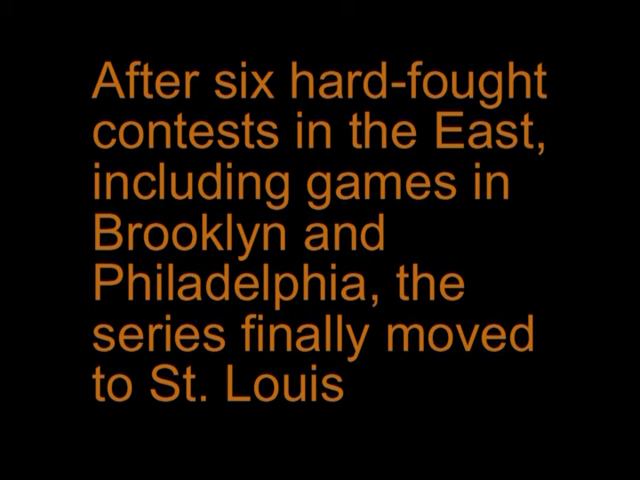 After six hard-fought
contests in the East,
including games in
Brooklyn and
Philadelphia, the
series finally moved
to St. Louis